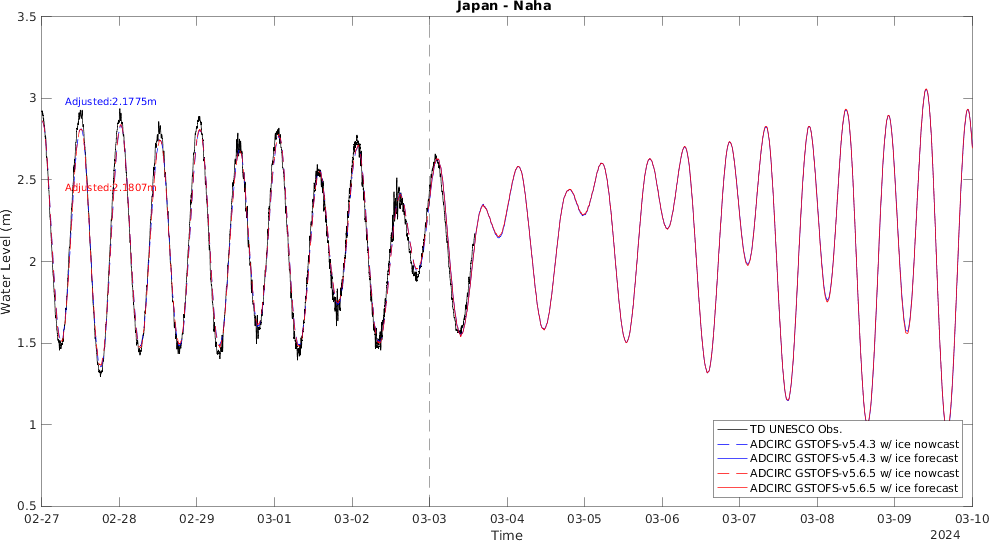 Japan - Naha
3.5
3
2.5
2
1.5
1
0.5
Water Level (m)
Adjusted:2.1775m
Adjusted:2.1807m
TD UNESCO Obs.
ADCIRC GSTOFS-v5.4.3 w/ ice nowcast
ADCIRC GSTOFS-v5.4.3 w/ ice forecast
ADCIRC GSTOFS-v5.6.5 w/ ice nowcast
ADCIRC GSTOFS-v5.6.5 w/ ice forecast
02-27 02-28 02-29 03-01 03-02 03-03 03-04 03-05 03-06 03-07 03-08 03-09 03-10
Time
2024